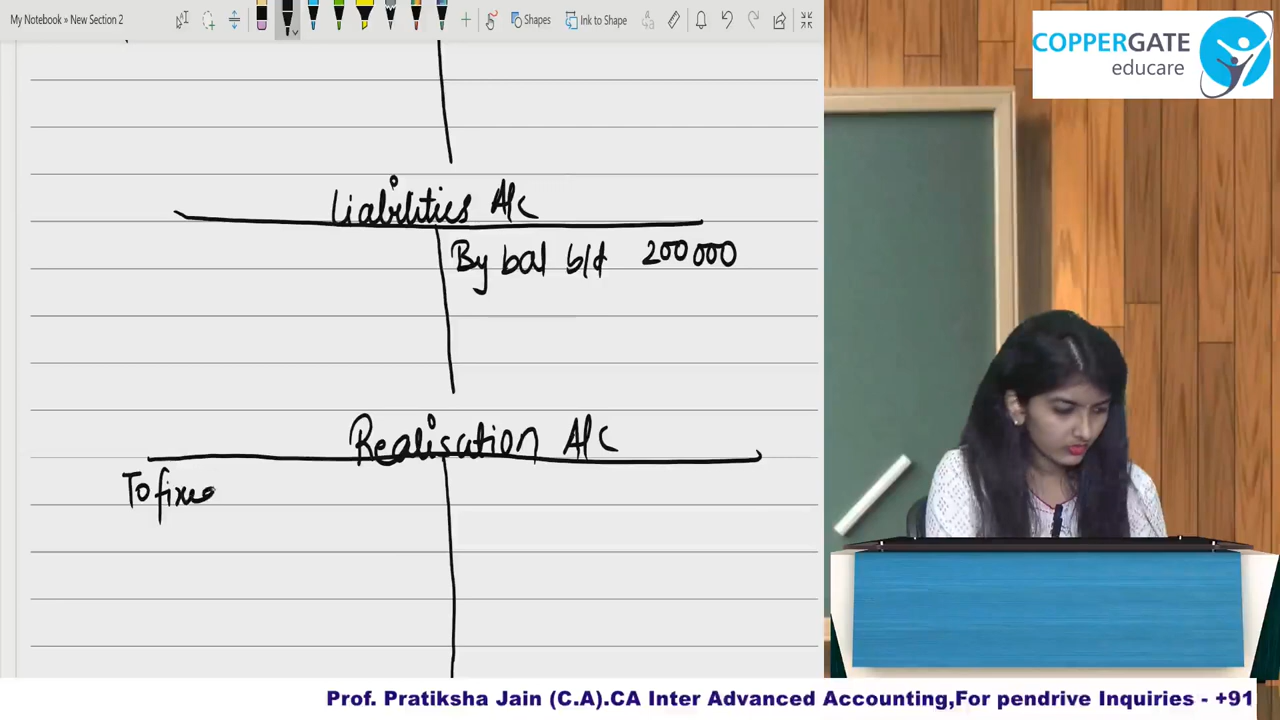 My Notebook » New Section 2
Shapes
Ink to Shape
COPPERGATE
educare
Liabilities A/c
By bal b/d 200000
Realisation A/c
To fixe
Prof. Pratiksha Jain (C.A).CA Inter Advanced Accounting,For pendrive Inquiries - +91